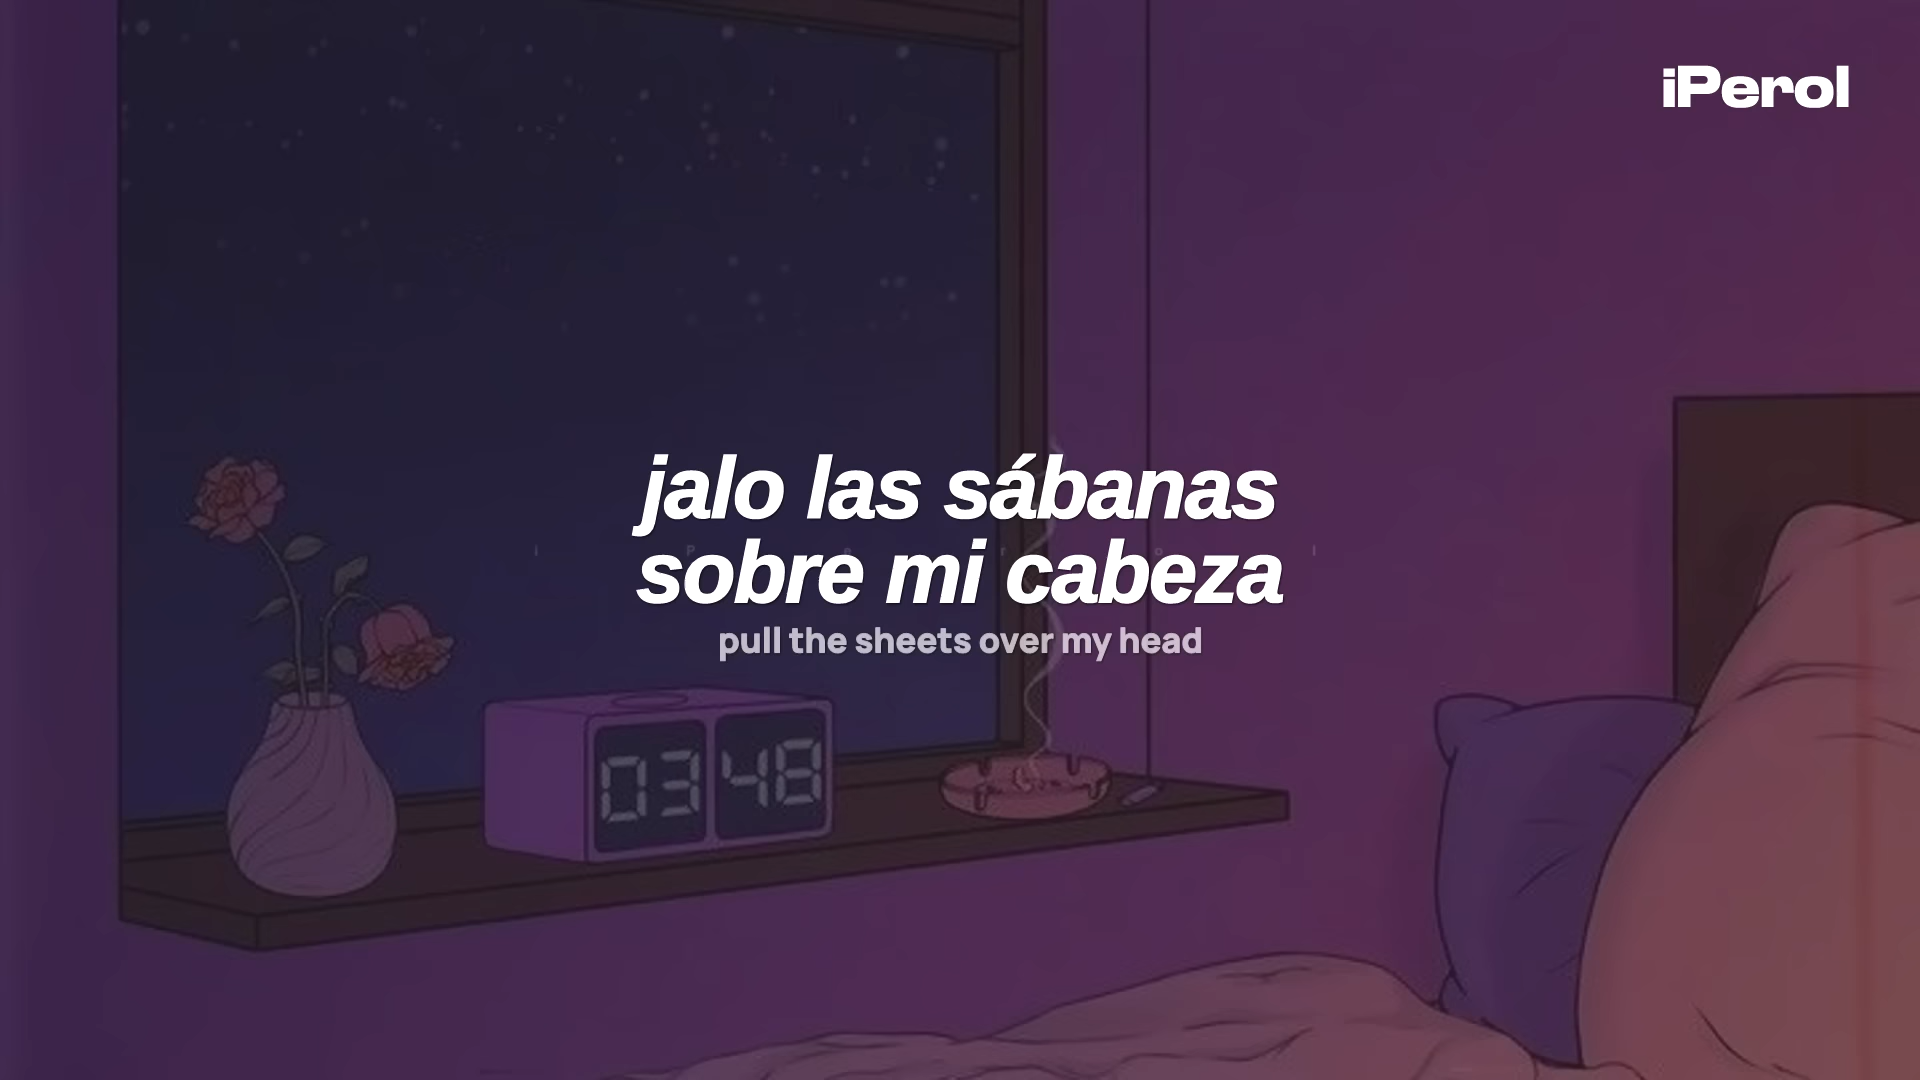 iPerol
jalo las sábanas
i P e r o l
sobre mi cabeza
pull the sheets over my head
03 48